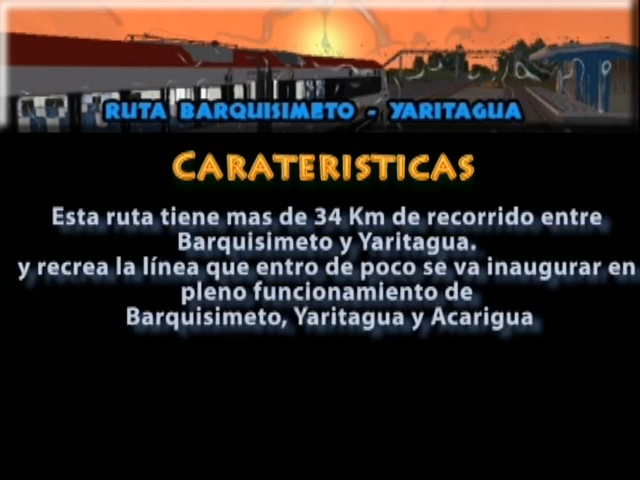 RUTA BARQUISIMETO - YARITAGUA
CARATERISTICAS
Esta ruta tiene mas de 34 Km de recorrido entre
Barquisimeto y Yaritagua.
y recrea la línea que entro de poco se va inaugurar en
pleno funcionamiento de
Barquisimeto, Yaritagua y Acarigua